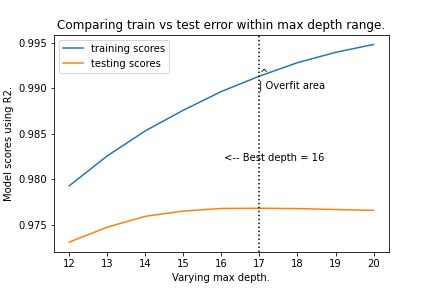 Comparing train vs test error within max depth range.
training scores
testing scores
0.995
0.990
0.985
0.980
0.975
Model scores using R2.
^
| Overfit area
<-- Best depth = 16
12 13 14 15 16 17 18 19 20
Varying max depth.